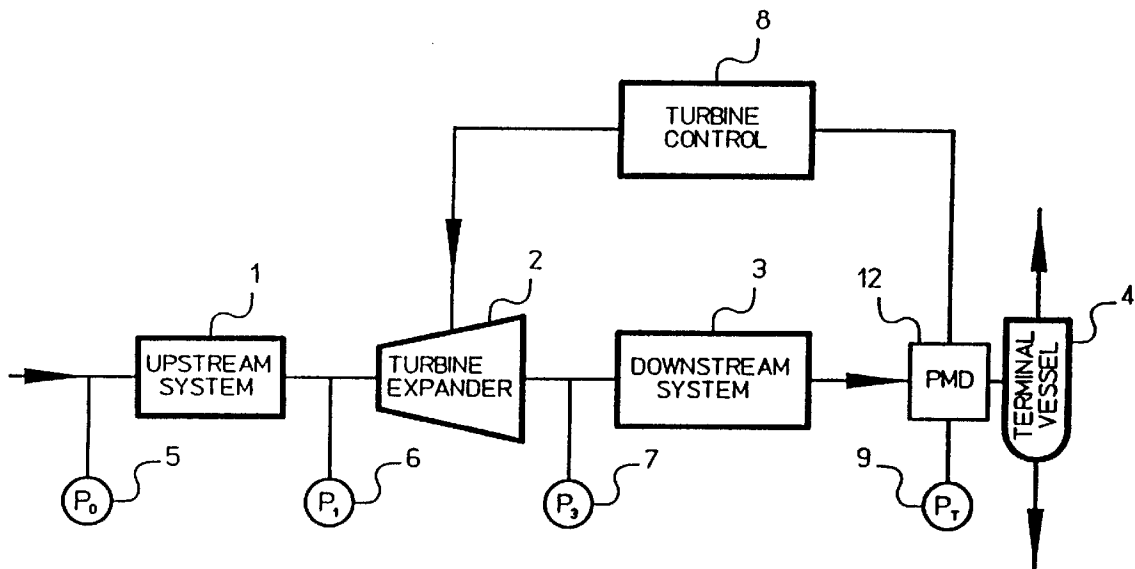 8
TURBINE
CONTROL
1
2
3
12
4
UPSTREAM
SYSTEM
TURBINE
EXPANDER
DOWNSTREAM
SYSTEM
PMD
TERMINAL
VESSEL
P₀
5
P₁
6
P₃
7
9
P_T